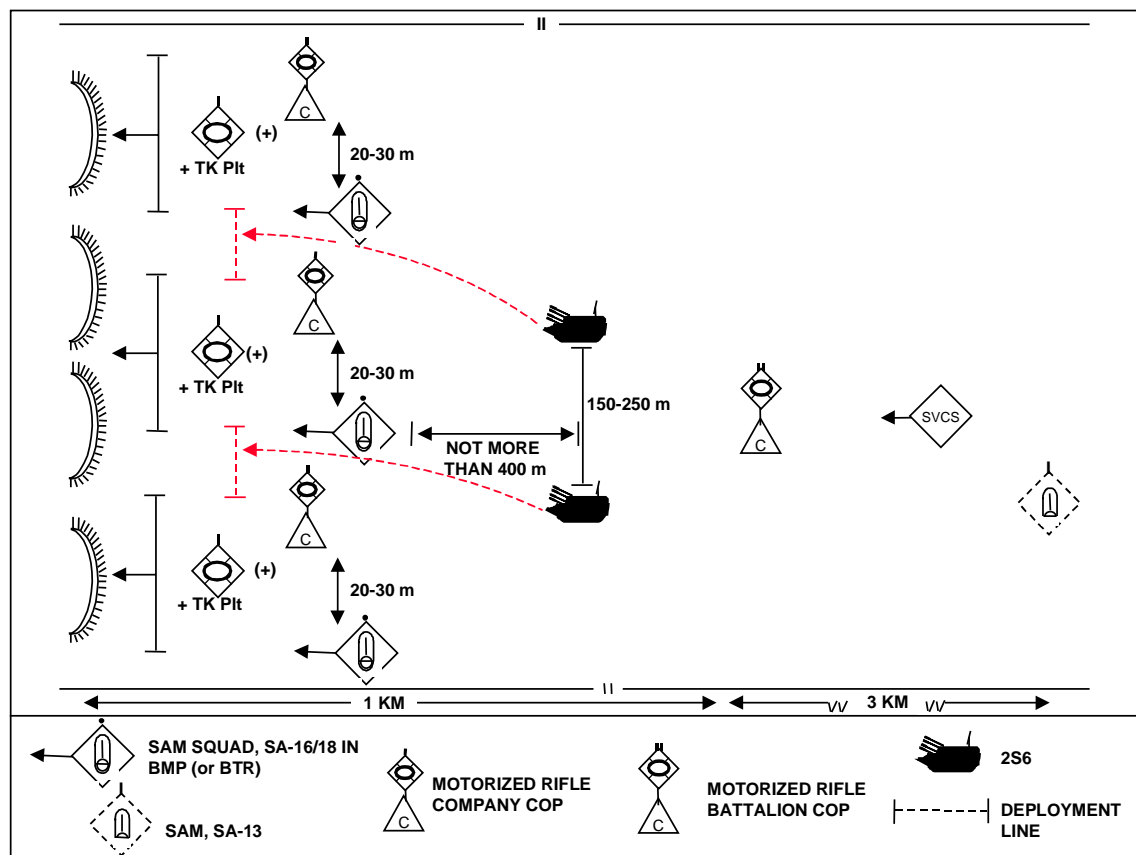 II
C
(+)
+ TK Plt
20-30 m
C
(+)
+ TK Plt
20-30 m
150-250 m
NOT MORE
THAN 400 m
C
SVCS
C
(+)
+ TK Plt
20-30 m
1 KM
3 KM
SAM SQUAD, SA-16/18 IN
BMP (or BTR)
SAM, SA-13
C
MOTORIZED RIFLE
COMPANY COP
C
MOTORIZED RIFLE
BATTALION COP
2S6
DEPLOYMENT
LINE